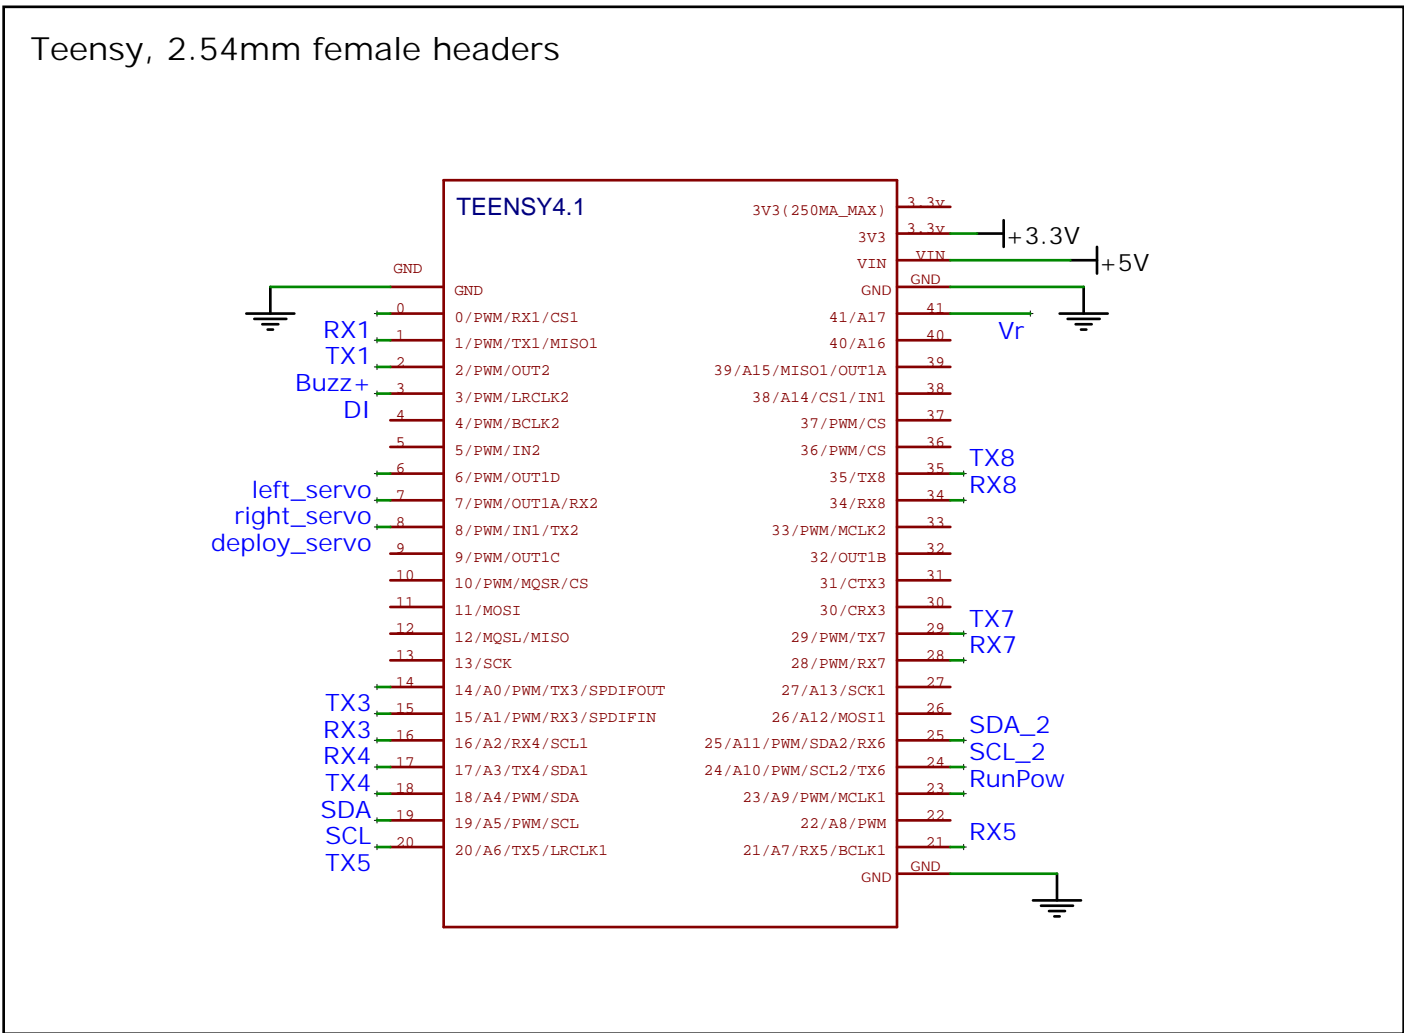 Teensy, 2.54mm female headers
TEENSY4.1
3V3(250MA_MAX) 3.3v
3V3 3.3v +3.3V
VIN VIN +5V
GND GND GND GND
RX1 0 0/PWM/RX1/CS1 41/A17 41 Vr
TX1 1 1/PWM/TX1/MISO1 40/A16 40
Buzz+ 2 2/PWM/OUT2 39/A15/MISO1/OUT1A 39
DI 3 3/PWM/LRCLK2 38/A14/CS1/IN1 38
4 4/PWM/BCLK2 37/PWM/CS 37
5 5/PWM/IN2 36/PWM/CS 36
left_servo 6 6/PWM/OUT1D 35/TX8 35 TX8
right_servo 7 7/PWM/OUT1A/RX2 34/RX8 34 RX8
deploy_servo 8 8/PWM/IN1/TX2 33/PWM/MCLK2 33
9 9/PWM/OUT1C 32/OUT1B 32
10 10/PWM/MQSR/CS 31/CTX3 31
11 11/MOSI 30/CRX3 30
12 12/MQSL/MISO 29/PWM/TX7 29 TX7
13 13/SCK 28/PWM/RX7 28 RX7
TX3 14 14/A0/PWM/TX3/SPDIFOUT 27/A13/SCK1 27
RX3 15 15/A1/PWM/RX3/SPDIFIN 26/A12/MOSI1 26
RX4 16 16/A2/RX4/SCL1 25/A11/PWM/SDA2/RX6 25 SDA_2
TX4 17 17/A3/TX4/SDA1 24/A10/PWM/SCL2/TX6 24 SCL_2
SDA 18 18/A4/PWM/SDA 23/A9/PWM/MCLK1 23 RunPow
SCL 19 19/A5/PWM/SCL 22/A8/PWM 22
TX5 20 20/A6/TX5/LRCLK1 21/A7/RX5/BCLK1 21 RX5
GND GND